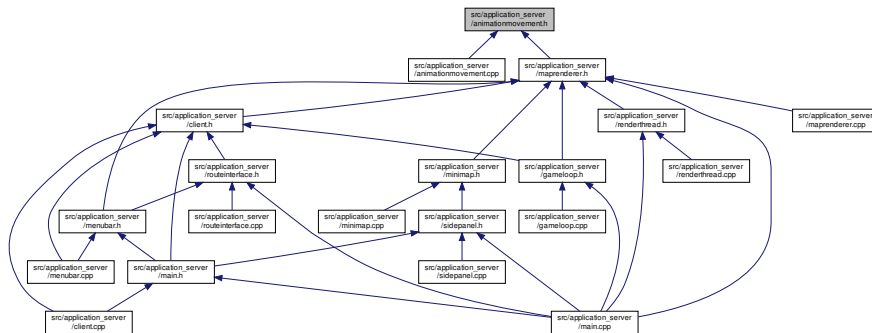 src/application_server
/animationmovement.h
src/application_server
/animationmovement.cpp
src/application_server
/maprenderer.h
src/application_server
/client.h
src/application_server
/renderthread.h
src/application_server
/maprenderer.cpp
src/application_server
/routeinterface.h
src/application_server
/minimap.h
src/application_server
/gameloop.h
src/application_server
/renderthread.cpp
src/application_server
/menubar.h
src/application_server
/routeinterface.cpp
src/application_server
/minimap.cpp
src/application_server
/sidepanel.h
src/application_server
/gameloop.cpp
src/application_server
/menubar.cpp
src/application_server
/main.h
src/application_server
/sidepanel.cpp
src/application_server
/client.cpp
src/application_server
/main.cpp